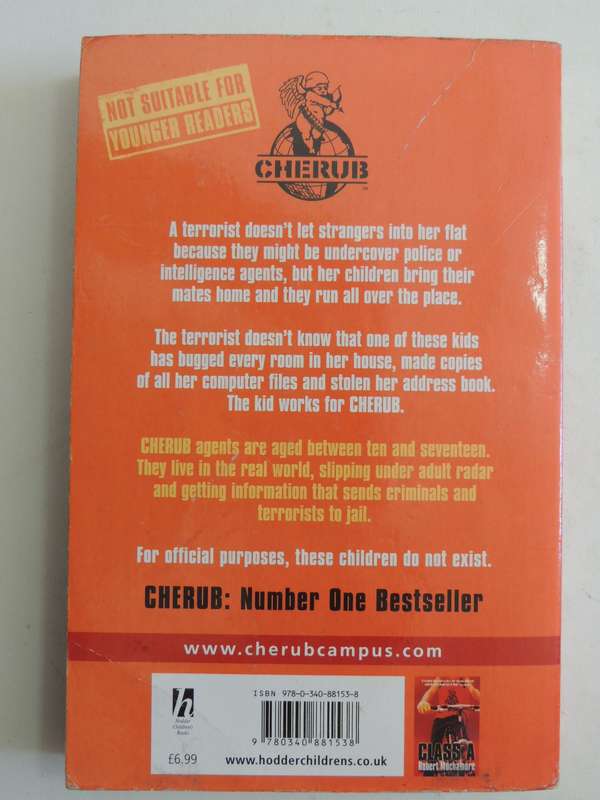 NOT SUITABLE FOR
YOUNGER READERS
CHERUB
TM
A terrorist doesn't let strangers into her flat
because they might be undercover police or
intelligence agents, but her children bring their
mates home and they run all over the place.
The terrorist doesn't know that one of these kids
has bugged every room in her house, made copies
of all her computer files and stolen her address book.
The kid works for CHERUB.
CHERUB agents are aged between ten and seventeen.
They live in the real world, slipping under adult radar
and getting information that sends criminals and
terrorists to jail.
For official purposes, these children do not exist.
CHERUB: Number One Bestseller
www.cherubcampus.com
h
Hodder
Children's
Books
£6.99
ISBN 978-0-340-88153-8
9 780340 881538
www.hodderchildrens.co.uk
CLASS A
Robert Muchamore